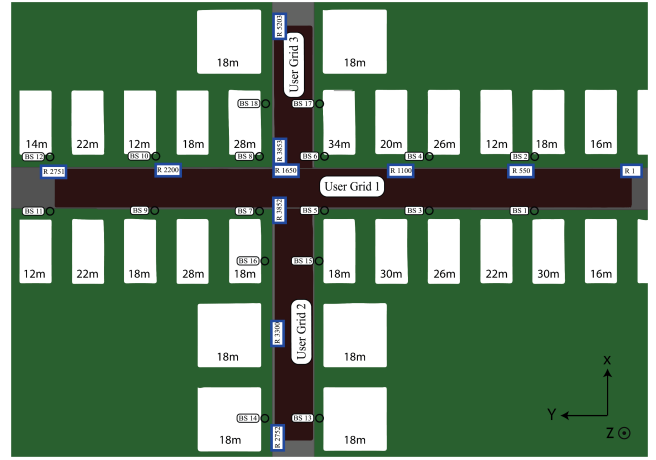 R 5203
User Grid 3
18m
18m
BS 18
BS 17
14m
22m
12m
18m
28m
34m
20m
26m
12m
18m
16m
BS 12
BS 10
BS 8
R 3853
BS 6
BS 4
BS 2
R 2751
R 2200
R 1650
R 1100
R 550
R 1
User Grid 1
BS 11
BS 9
BS 7
R 3852
BS 5
BS 3
BS 1
12m
22m
18m
28m
18m
BS 16
BS 15
18m
30m
26m
22m
30m
16m
User Grid 2
R 3300
18m
18m
X
Y
Z
BS 14
BS 13
R 2752
18m
18m